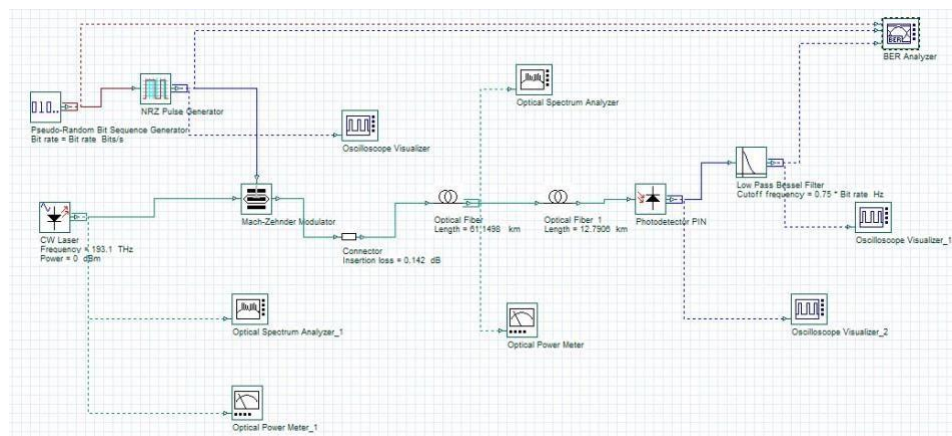 BER
BER Analyzer
Optical Spectrum Analyzer
NRZ Pulse Generator
010..
Pseudo-Random Bit Sequence Generator
Bit rate = Bit rate Bits/s
Oscilloscope Visualizer
Low Pass Bessel Filter
Cutoff frequency = 0.75 * Bit rate Hz
Mach-Zehnder Modulator
Optical Fiber
Length = 61.1498 km
Optical Fiber_1
Length = 12.7906 km
Photodetector PIN
CW Laser
Frequency = 193.1 THz
Power = 0 dBm
Connector
Insertion loss = 0.142 dB
Oscilloscope Visualizer_1
Optical Spectrum Analyzer_1
Optical Power Meter
Oscilloscope Visualizer_2
Optical Power Meter_1